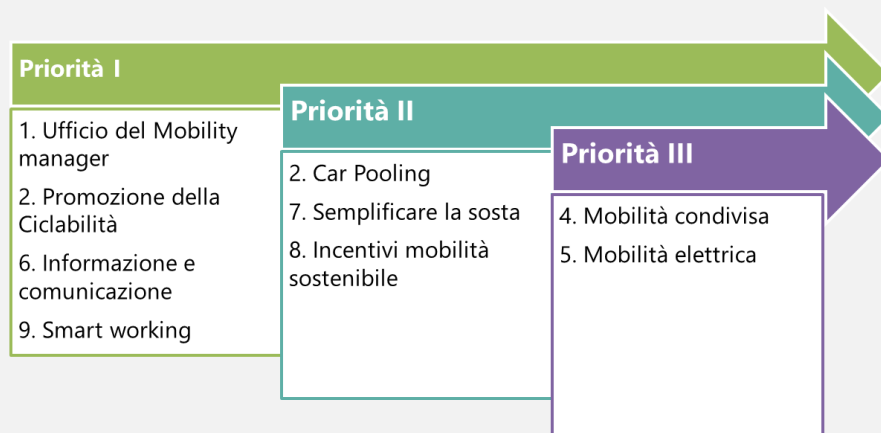 Priorità I
1. Ufficio del Mobility
manager
2. Promozione della
Ciclabilità
6. Informazione e
comunicazione
9. Smart working
Priorità II
2. Car Pooling
7. Semplificare la sosta
8. Incentivi mobilità
sostenibile
Priorità III
4. Mobilità condivisa
5. Mobilità elettrica